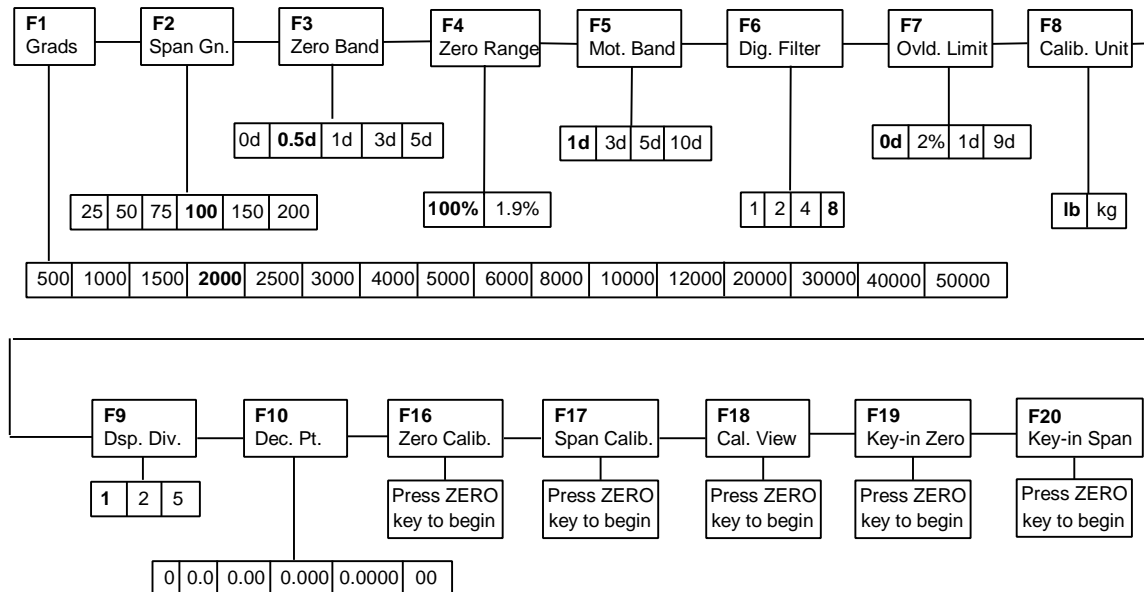 F1
Grads
F2
Span Gn.
F3
Zero Band
F4
Zero Range
F5
Mot. Band
F6
Dig. Filter
F7
Ovld. Limit
F8
Calib. Unit
0d 0.5d 1d 3d 5d
1d 3d 5d 10d
0d 2% 1d 9d
25 50 75 100 150 200
100% 1.9%
1 2 4 8
lb kg
500 1000 1500 2000 2500 3000 4000 5000 6000 8000 10000 12000 20000 30000 40000 50000
F9
Dsp. Div.
F10
Dec. Pt.
F16
Zero Calib.
F17
Span Calib.
F18
Cal. View
F19
Key-in Zero
F20
Key-in Span
1 2 5
Press ZERO
key to begin
Press ZERO
key to begin
Press ZERO
key to begin
Press ZERO
key to begin
Press ZERO
key to begin
0 0.0 0.00 0.000 0.0000 00